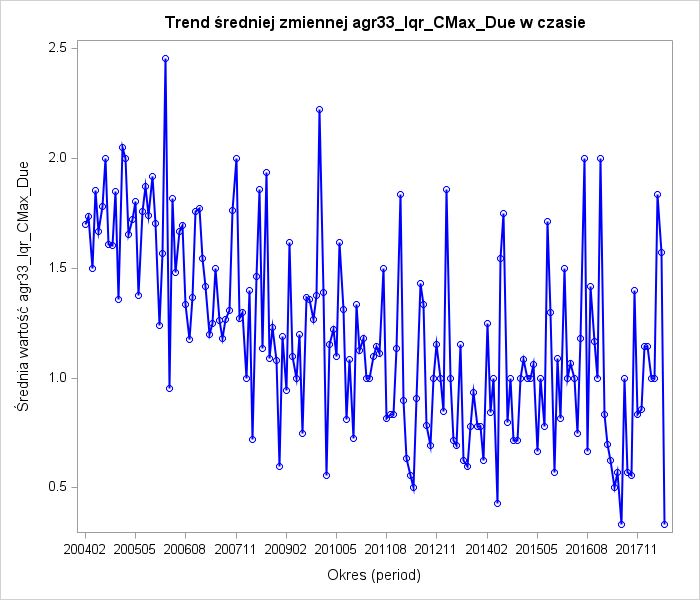 Trend średniej zmiennej agr33_Iqr_CMax_Due w czasie
2.5
2.0
1.5
1.0
0.5
Średnia wartość agr33_Iqr_CMax_Due
200402 200505 200608 200711 200902 201005 201108 201211 201402 201505 201608 201711
Okres (period)